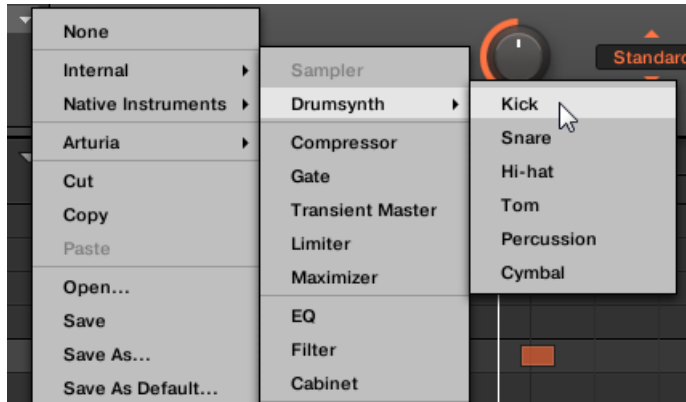 None
Internal
Native Instruments
Arturia
Cut
Copy
Paste
Open...
Save
Save As...
Save As Default...
Sampler
Drumsynth
Compressor
Gate
Transient Master
Limiter
Maximizer
EQ
Filter
Cabinet
Kick
Snare
Hi-hat
Tom
Percussion
Cymbal
Standard